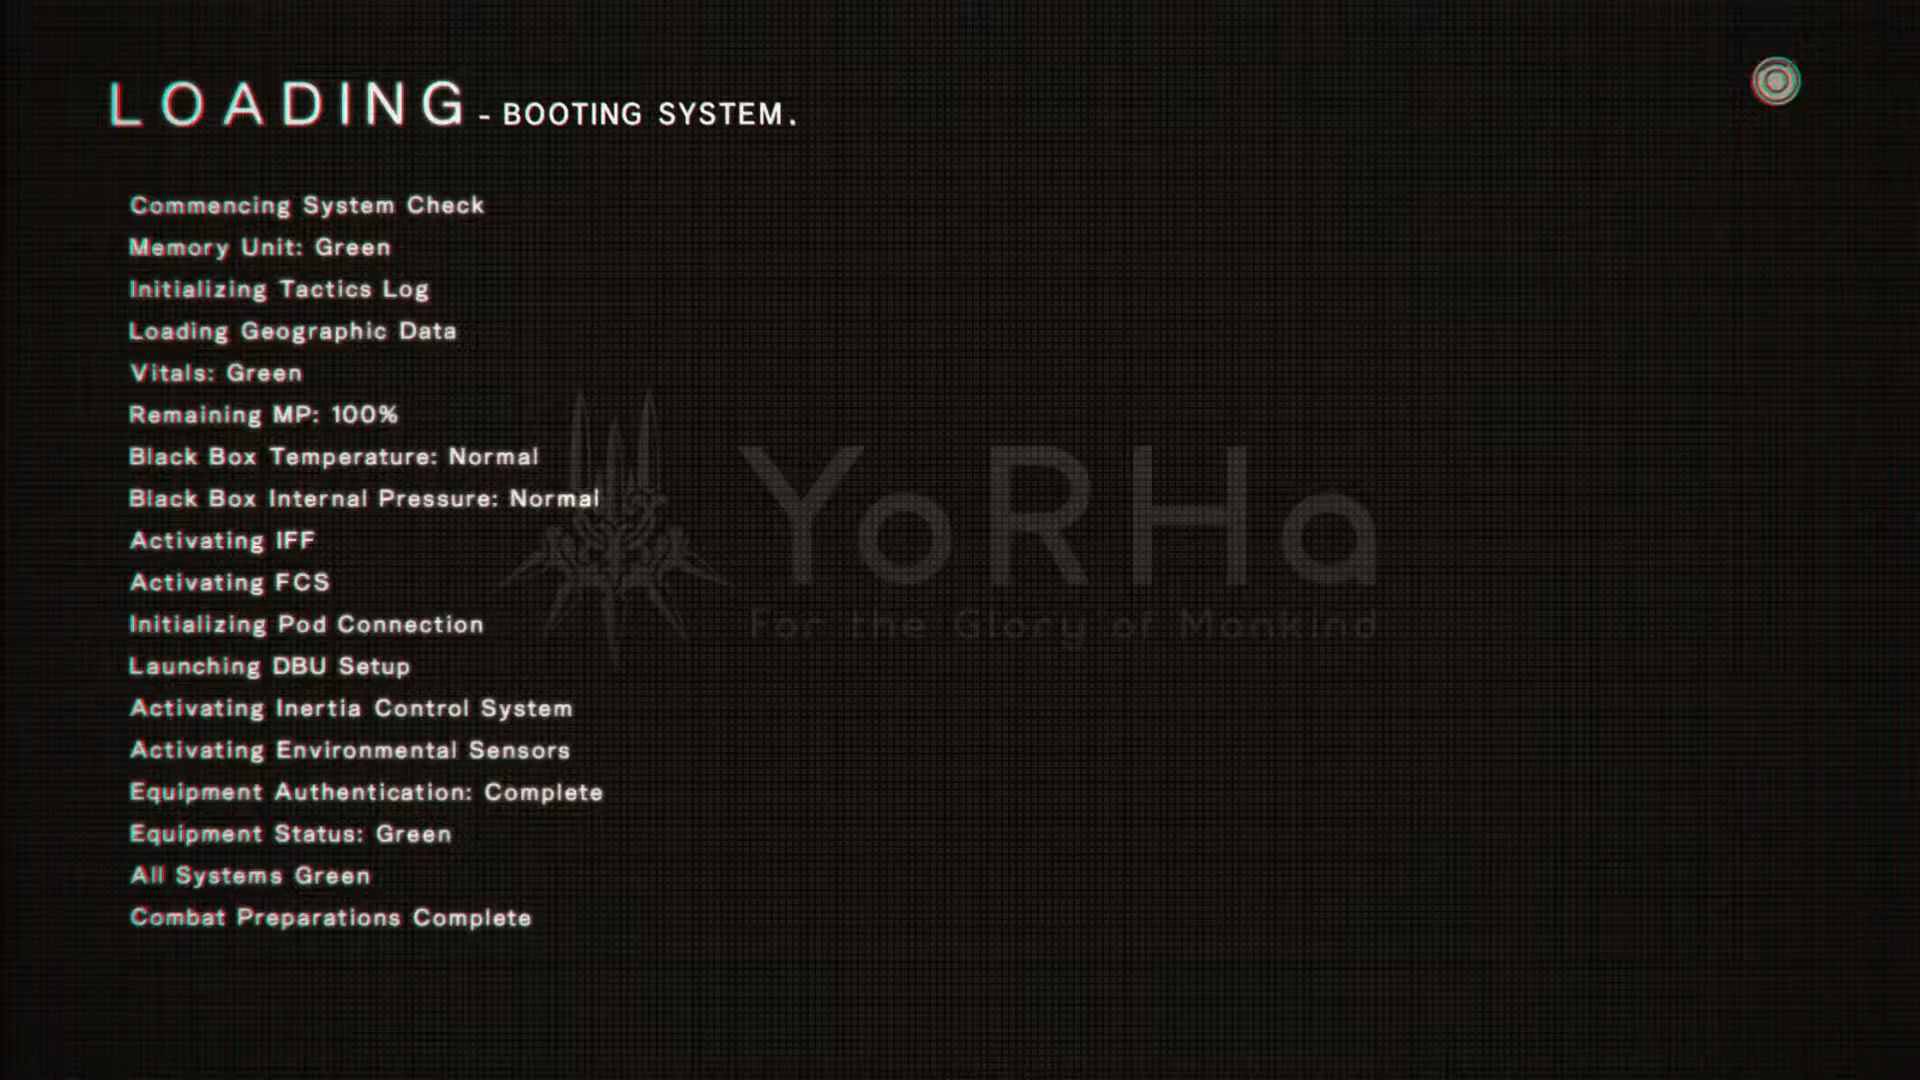 LOADING - BOOTING SYSTEM.
Commencing System Check
Memory Unit: Green
Initializing Tactics Log
Loading Geographic Data
Vitals: Green
Remaining MP: 100%
Black Box Temperature: Normal
Black Box Internal Pressure: Normal
Activating IFF
Activating FCS
Initializing Pod Connection
Launching DBU Setup
Activating Inertia Control System
Activating Environmental Sensors
Equipment Authentication: Complete
Equipment Status: Green
All Systems Green
Combat Preparations Complete
YoRHa
For the Glory of Mankind